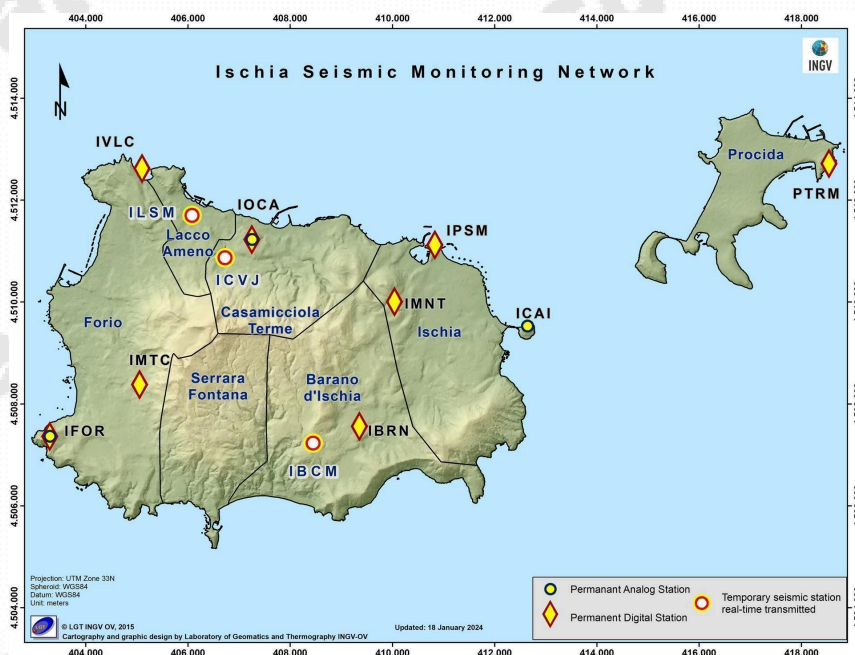 404.000 406.000 408.000 410.000 412.000 414.000 416.000 418.000
Ischia Seismic Monitoring Network
INGV
N
4.514.000
4.512.000
4.510.000
4.508.000
4.506.000
4.504.000
IVLC
Procida
PTRM
ILSM
IOCA
Lacco
Ameno
IPSM
ICVJ
IMNT
Casamicciola
Terme
ICAI
Forio
Ischia
IMTC
Serrara
Fontana
Barano
d'Ischia
IFOR
IBRN
IBCM
Projection: UTM Zone 33N
Spheroid: WGS84
Datum: WGS84
Unit: meters
LGT
© LGT INGV OV, 2015
Cartography and graphic design by Laboratory of Geomatics and Thermography INGV-OV
Updated: 18 January 2024
Permanant Analog Station
Permanent Digital Station
Temporary seismic station
real-time transmitted
404.000 406.000 408.000 410.000 412.000 414.000 416.000 418.000